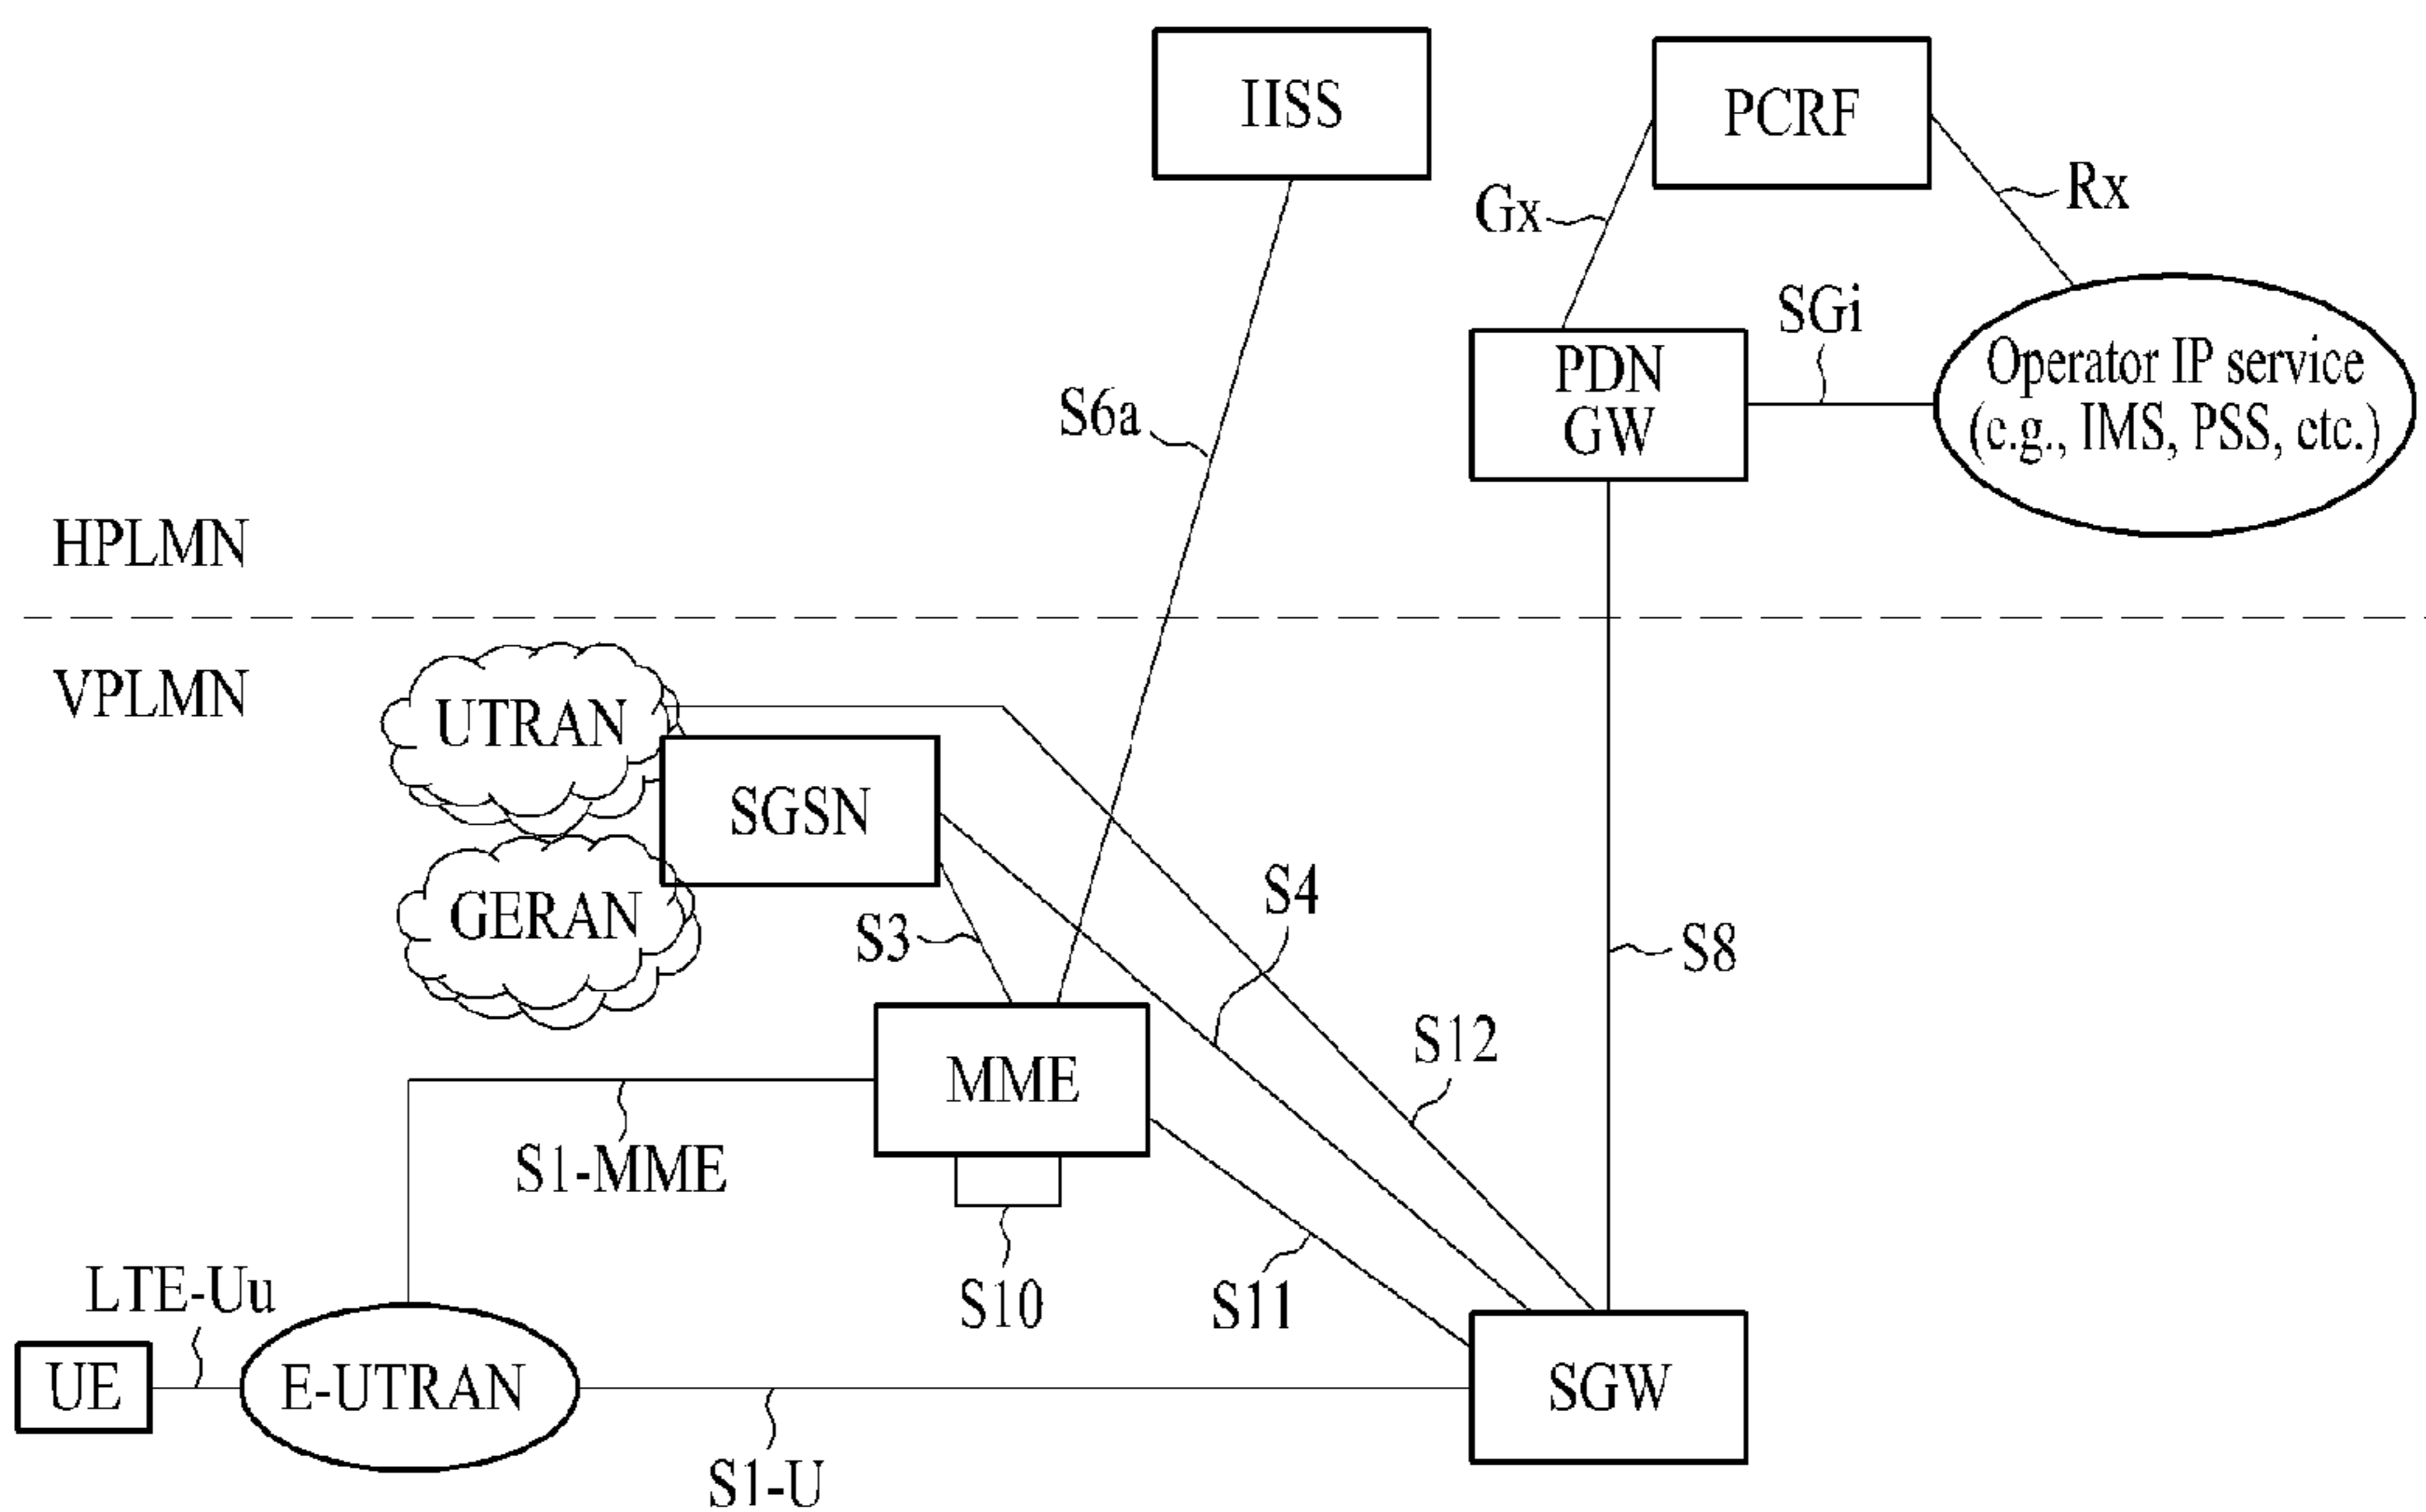 IISS
PCRF
Gx
Rx
SGi
PDN
GW
Operator IP service
(c.g., IMS, PSS, ctc.)
S6a
HPLMN
VPLMN
UTRAN
SGSN
GERAN
S3
S4
S8
S12
MME
S1-MME
S10
S11
LTE-Uu
UE
E-UTRAN
SGW
S1-U